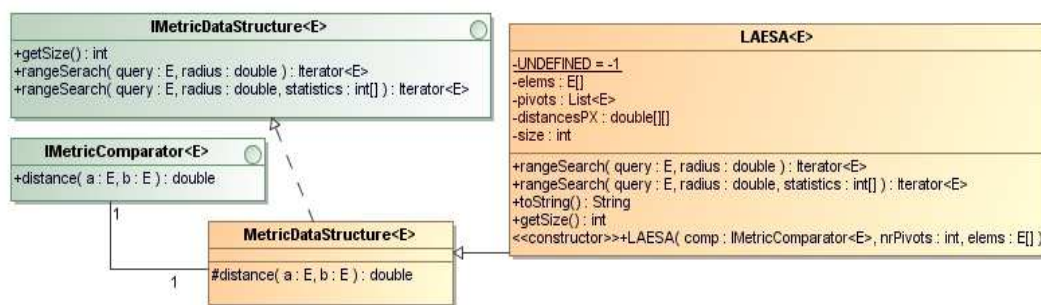 IMetricDataStructure<E>
+getSize() : int
+rangeSerach( query : E, radius : double ) : Iterator<E>
+rangeSearch( query : E, radius : double, statistics : int[] ) : Iterator<E>
IMetricComparator<E>
+distance( a : E, b : E ) : double
1
1
MetricDataStructure<E>
#distance( a : E, b : E ) : double
LAESA<E>
-UNDEFINED = -1
-elems : E[]
-pivots : List<E>
-distancesPX : double[][]
-size : int
+rangeSearch( query : E, radius : double ) : Iterator<E>
+rangeSearch( query : E, radius : double, statistics : int[] ) : Iterator<E>
+toString() : String
+getSize() : int
<<constructor>>+LAESA( comp : IMetricComparator<E>, nrPivots : int, elems : E[] )